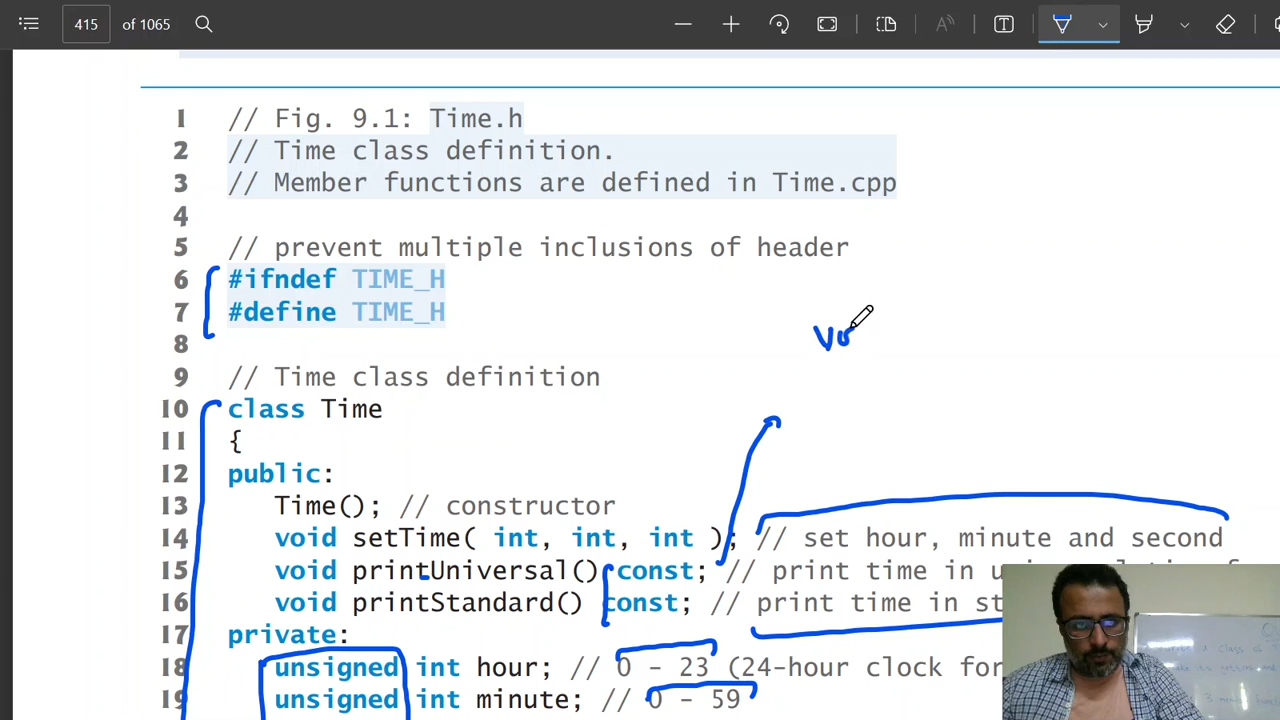 415 of 1065
1 // Fig. 9.1: Time.h
2 // Time class definition.
3 // Member functions are defined in Time.cpp
4
5 // prevent multiple inclusions of header
6 #ifndef TIME_H
7 #define TIME_H
vo
8
9 // Time class definition
10 class Time
11 {
12 public:
13 Time(); // constructor
14 void setTime( int, int, int ); // set hour, minute and second
15 void printUniversal() const; // print time in
16 void printStandard() const; // print time in
17 private:
18 unsigned int hour; // 0 - 23 (24-hour clock
19 unsigned int minute; // 0 - 59